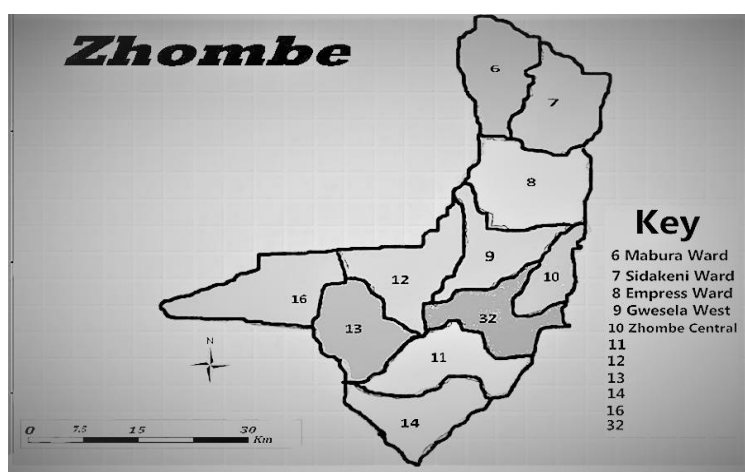 Zhombe
6
7
8
9
10
12
16
32
13
11
14
N
0 7.5 15 30
Km
Key
6 Mabura Ward
7 Sidakeni Ward
8 Empress Ward
9 Gwesela West
10 Zhombe Central
11
12
13
14
16
32